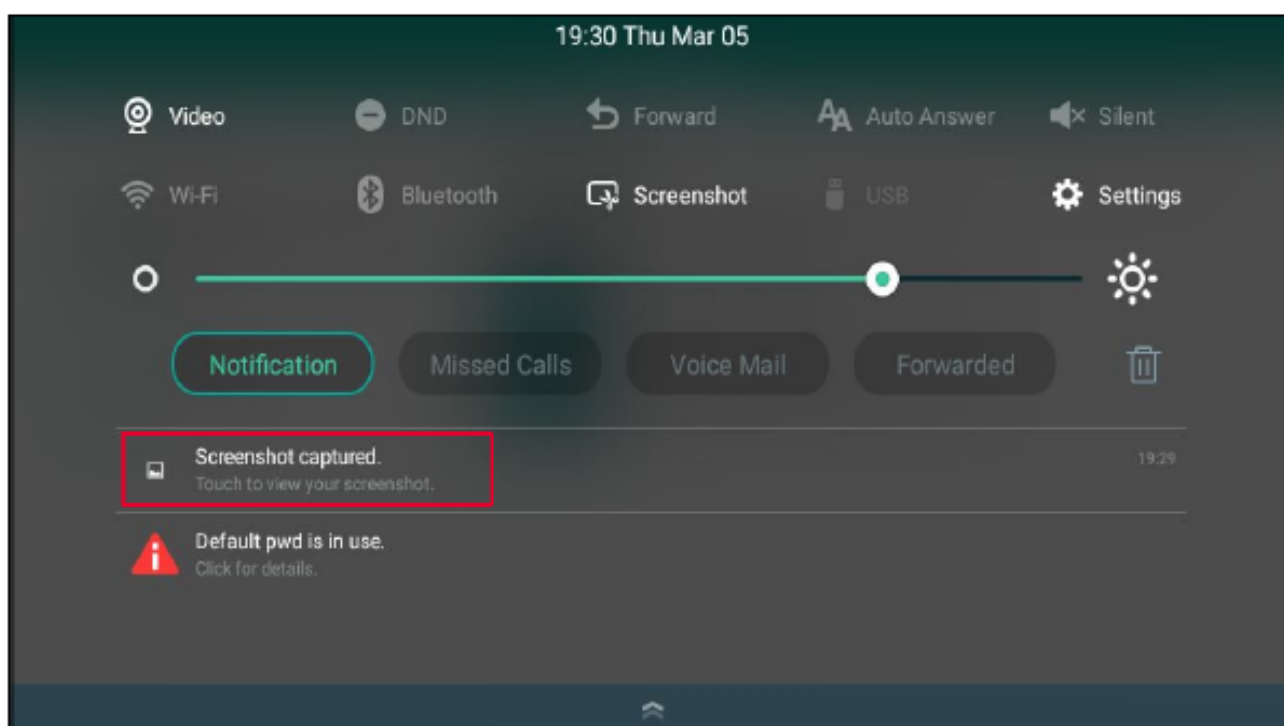 19:30 Thu Mar 05
Video DND Forward Auto Answer Silent
Wi-Fi Bluetooth Screenshot USB Settings
Notification Missed Calls Voice Mail Forwarded
Screenshot captured. 19:29
Touch to view your screenshot.
Default pwd is in use.
Click for details.